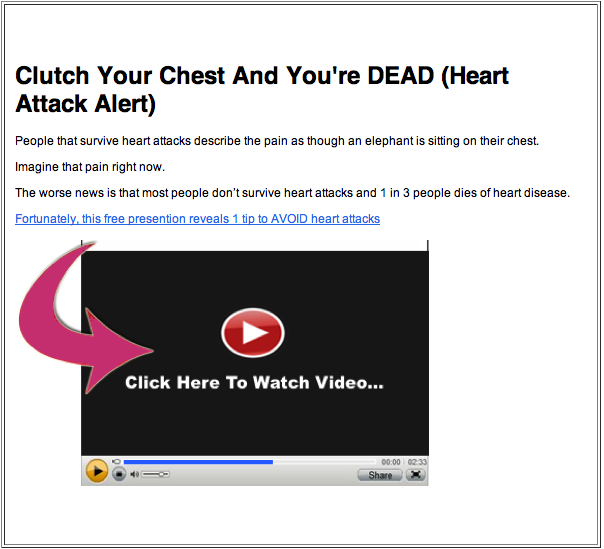 Clutch Your Chest And You're DEAD (Heart
Attack Alert)
People that survive heart attacks describe the pain as though an elephant is sitting on their chest.
Imagine that pain right now.
The worse news is that most people don’t survive heart attacks and 1 in 3 people dies of heart disease.
Fortunately, this free presention reveals 1 tip to AVOID heart attacks
Click Here To Watch Video...
00:00 02:33
Share